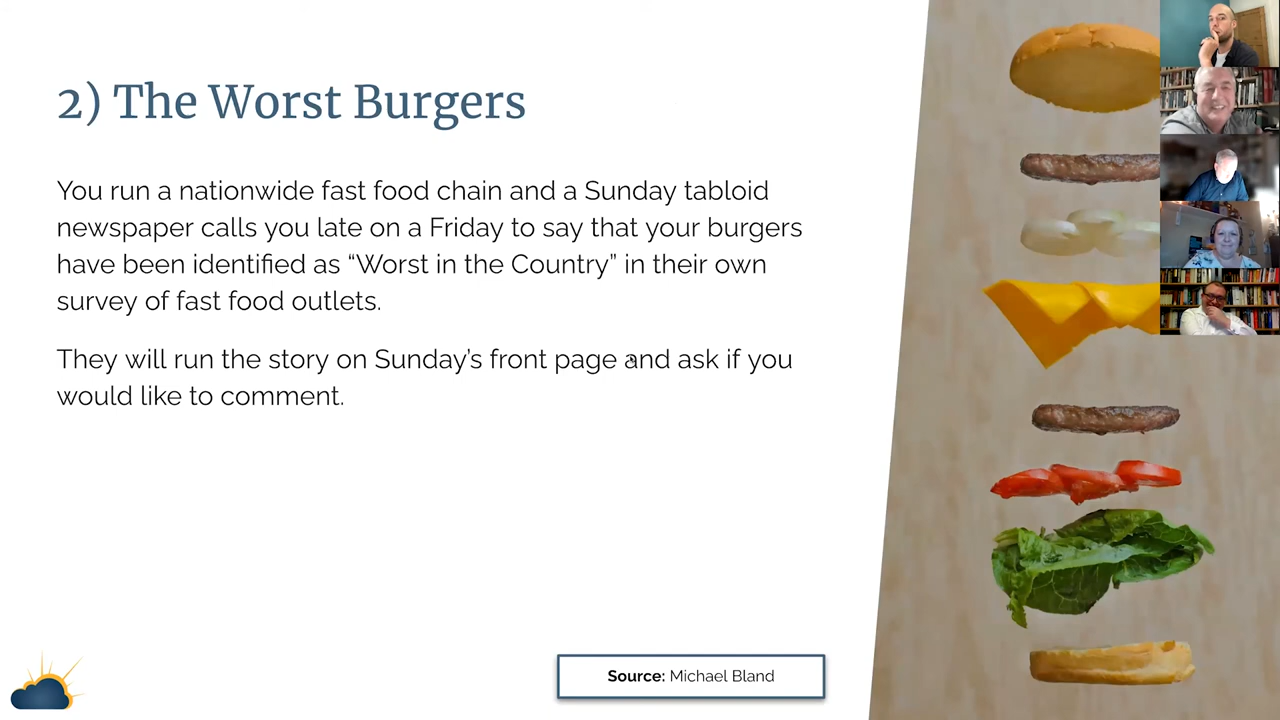 2) The Worst Burgers
You run a nationwide fast food chain and a Sunday tabloid
newspaper calls you late on a Friday to say that your burgers
have been identified as “Worst in the Country” in their own
survey of fast food outlets.
They will run the story on Sunday’s front page and ask if you
would like to comment.
Source: Michael Bland